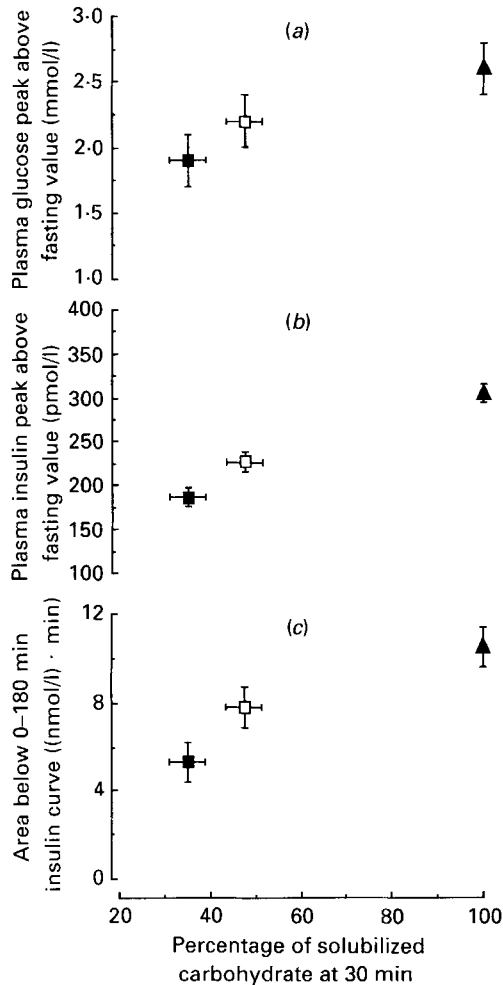 (a)
Plasma glucose peak above
fasting value (mmol/l)
3·0
2·5
2·0
1·5
1·0
(b)
Plasma insulin peak above
fasting value (pmol/l)
400
350
300
250
200
150
100
(c)
Area below 0–180 min
insulin curve ((nmol/l) · min)
12
8
4
0
20 40 60 80 100
Percentage of solubilized
carbohydrate at 30 min